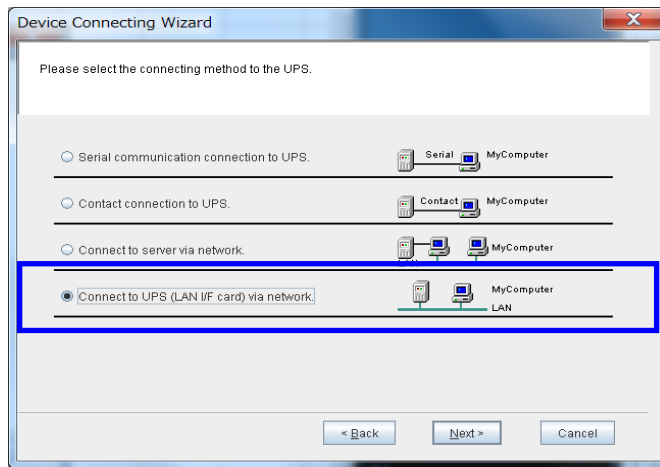 Device Connecting Wizard
Please select the connecting method to the UPS.
Serial communication connection to UPS.
Serial
MyComputer
Contact connection to UPS.
Contact
MyComputer
Connect to server via network.
MyComputer
LAN
Connect to UPS (LAN I/F card) via network.
MyComputer
LAN
< Back
Next >
Cancel